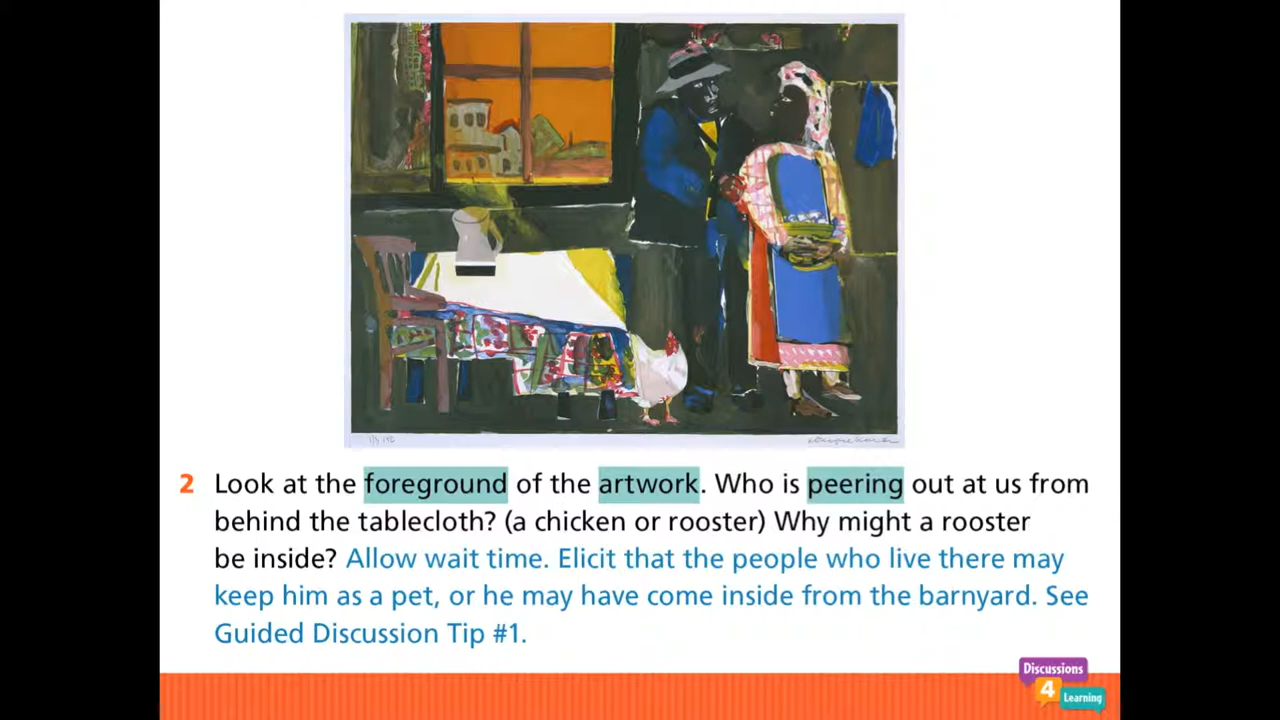 2 Look at the foreground of the artwork. Who is peering out at us from
behind the tablecloth? (a chicken or rooster) Why might a rooster
be inside? Allow wait time. Elicit that the people who live there may
keep him as a pet, or he may have come inside from the barnyard. See
Guided Discussion Tip #1.
Discussions
4
Learning